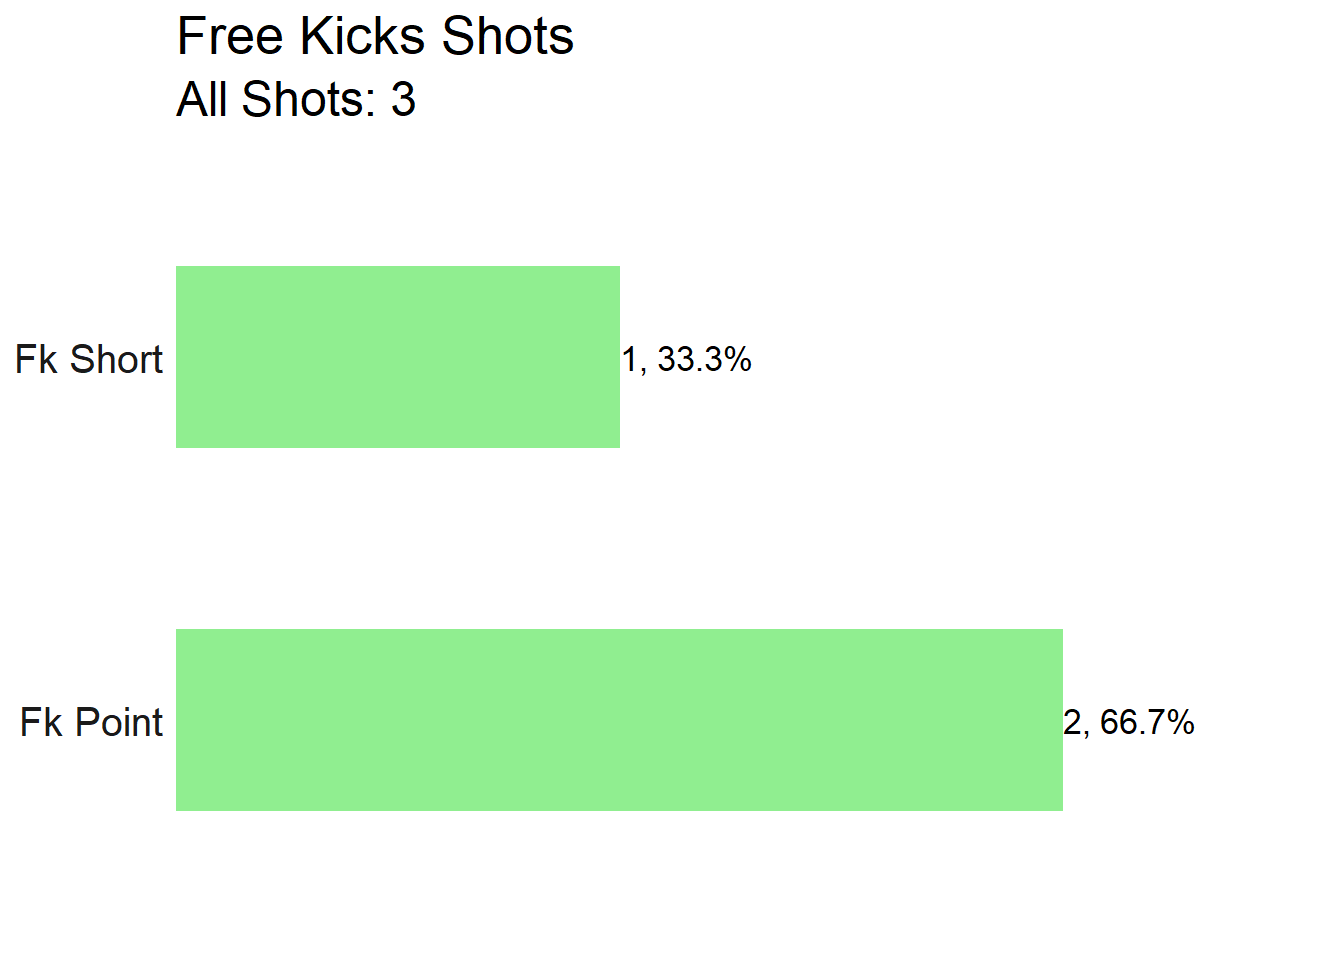 Free Kicks Shots
All Shots: 3
Fk Short
1, 33.3%
Fk Point
2, 66.7%